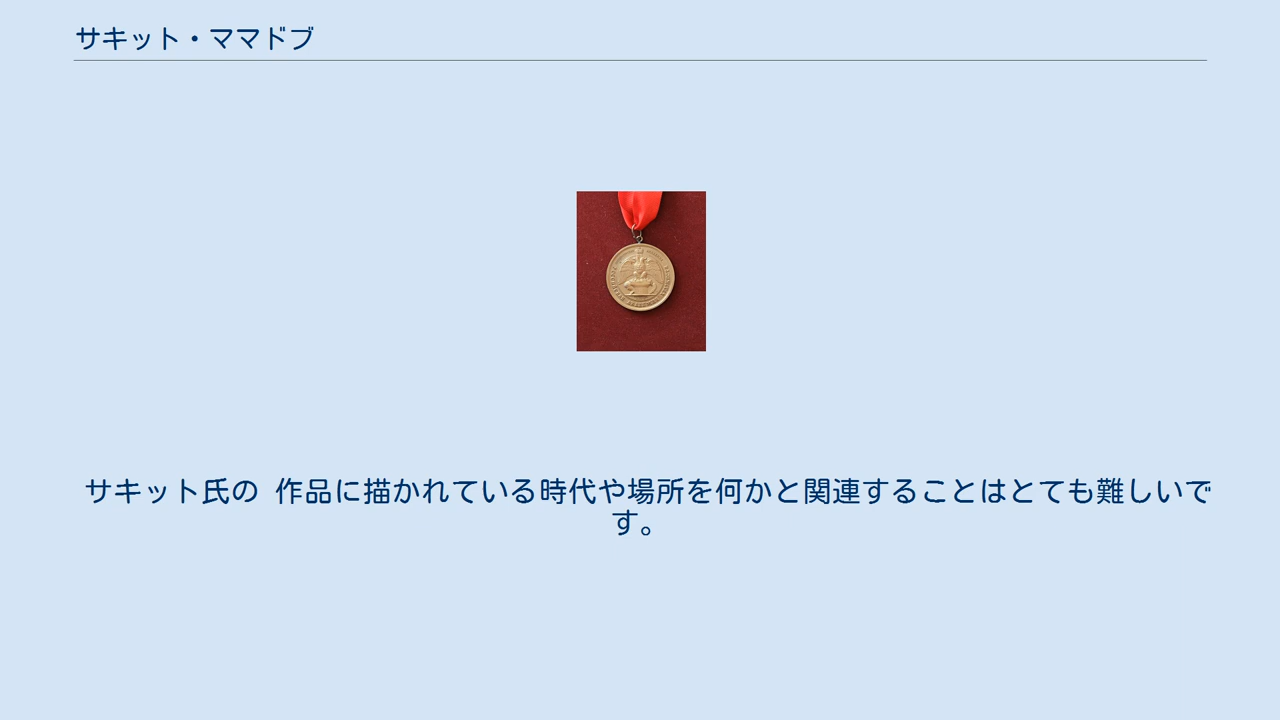 サキット・ママドブ
サキット氏の 作品に描かれている時代や場所を何かと関連することはとても難しいで
す。